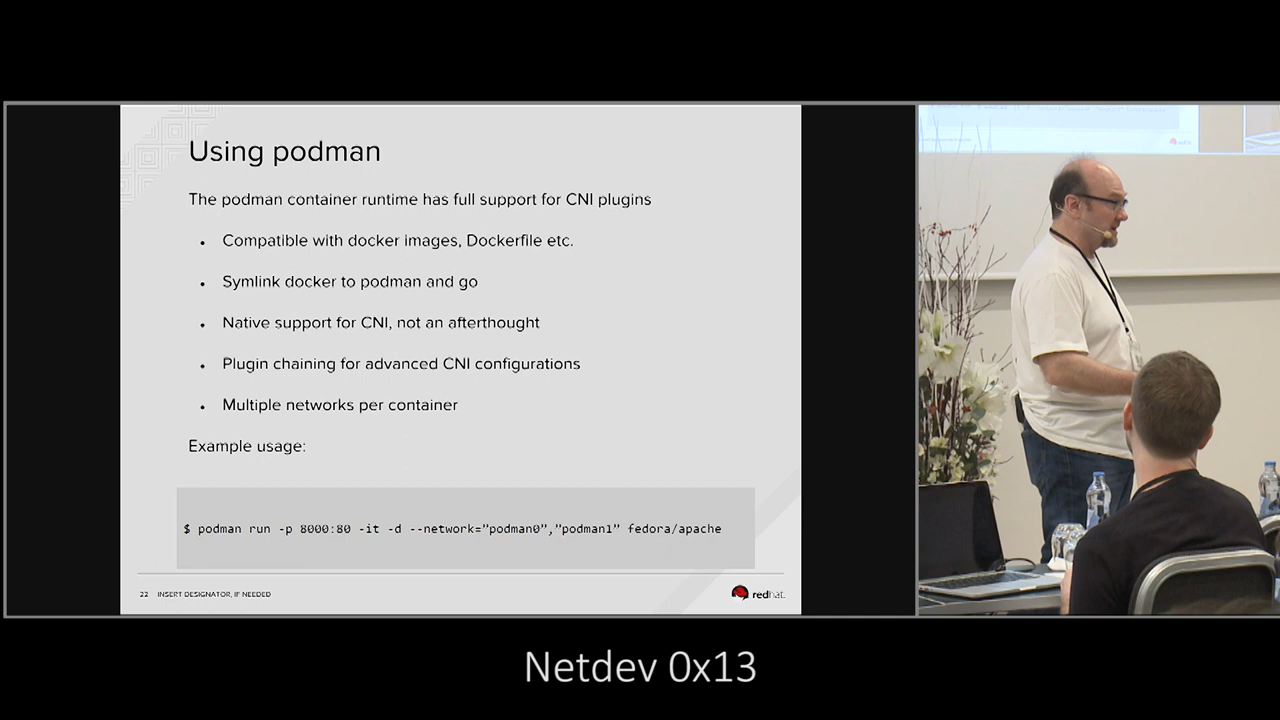 Using podman
The podman container runtime has full support for CNI plugins
• Compatible with docker images, Dockerfile etc.
• Symlink docker to podman and go
• Native support for CNI, not an afterthought
• Plugin chaining for advanced CNI configurations
• Multiple networks per container
Example usage:
$ podman run -p 8000:80 -it -d --network=”podman0”,”podman1” fedora/apache
22 INSERT DESIGNATOR, IF NEEDED
redhat.
Netdev 0x13